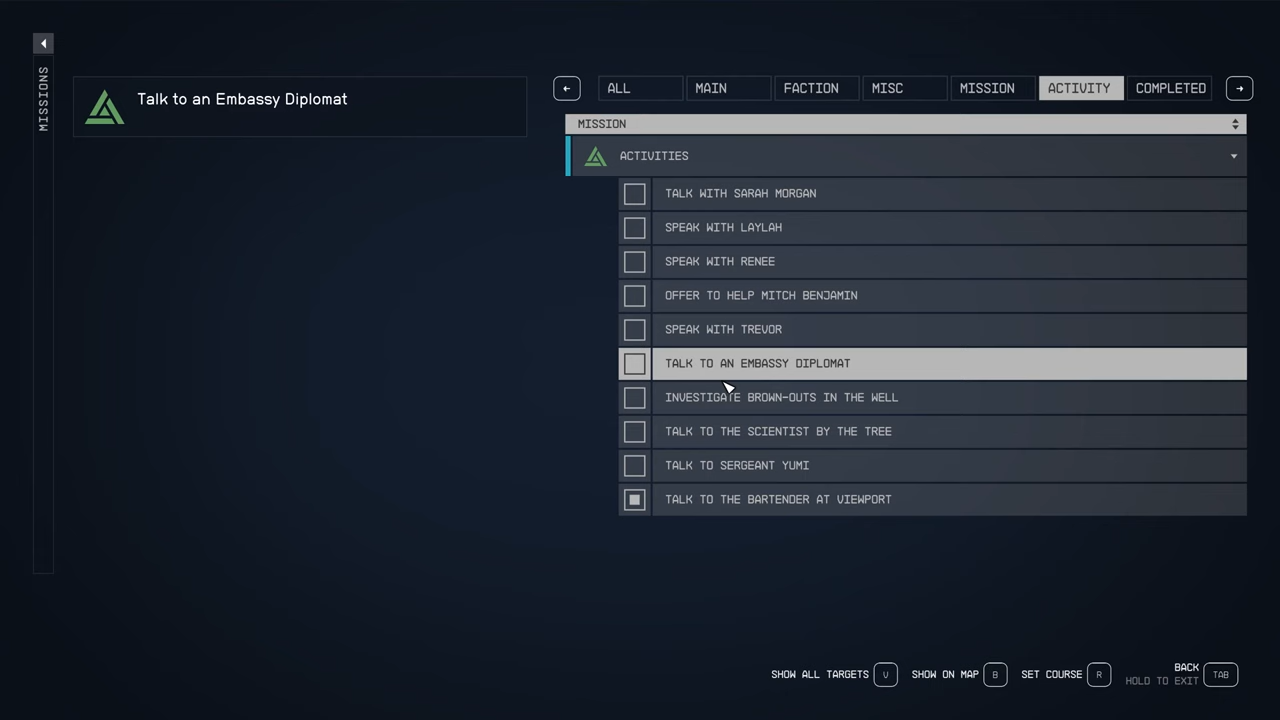 MISSIONS
Talk to an Embassy Diplomat
ALL
MAIN
FACTION
MISC
MISSION
ACTIVITY
COMPLETED
MISSION
ACTIVITIES
TALK WITH SARAH MORGAN
SPEAK WITH LAYLAH
SPEAK WITH RENEE
OFFER TO HELP MITCH BENJAMIN
SPEAK WITH TREVOR
TALK TO AN EMBASSY DIPLOMAT
INVESTIGATE BROWN-OUTS IN THE WELL
TALK TO THE SCIENTIST BY THE TREE
TALK TO SERGEANT YUMI
TALK TO THE BARTENDER AT VIEWPORT
SHOW ALL TARGETS V
SHOW ON MAP B
SET COURSE R
BACK
HOLD TO EXIT
TAB